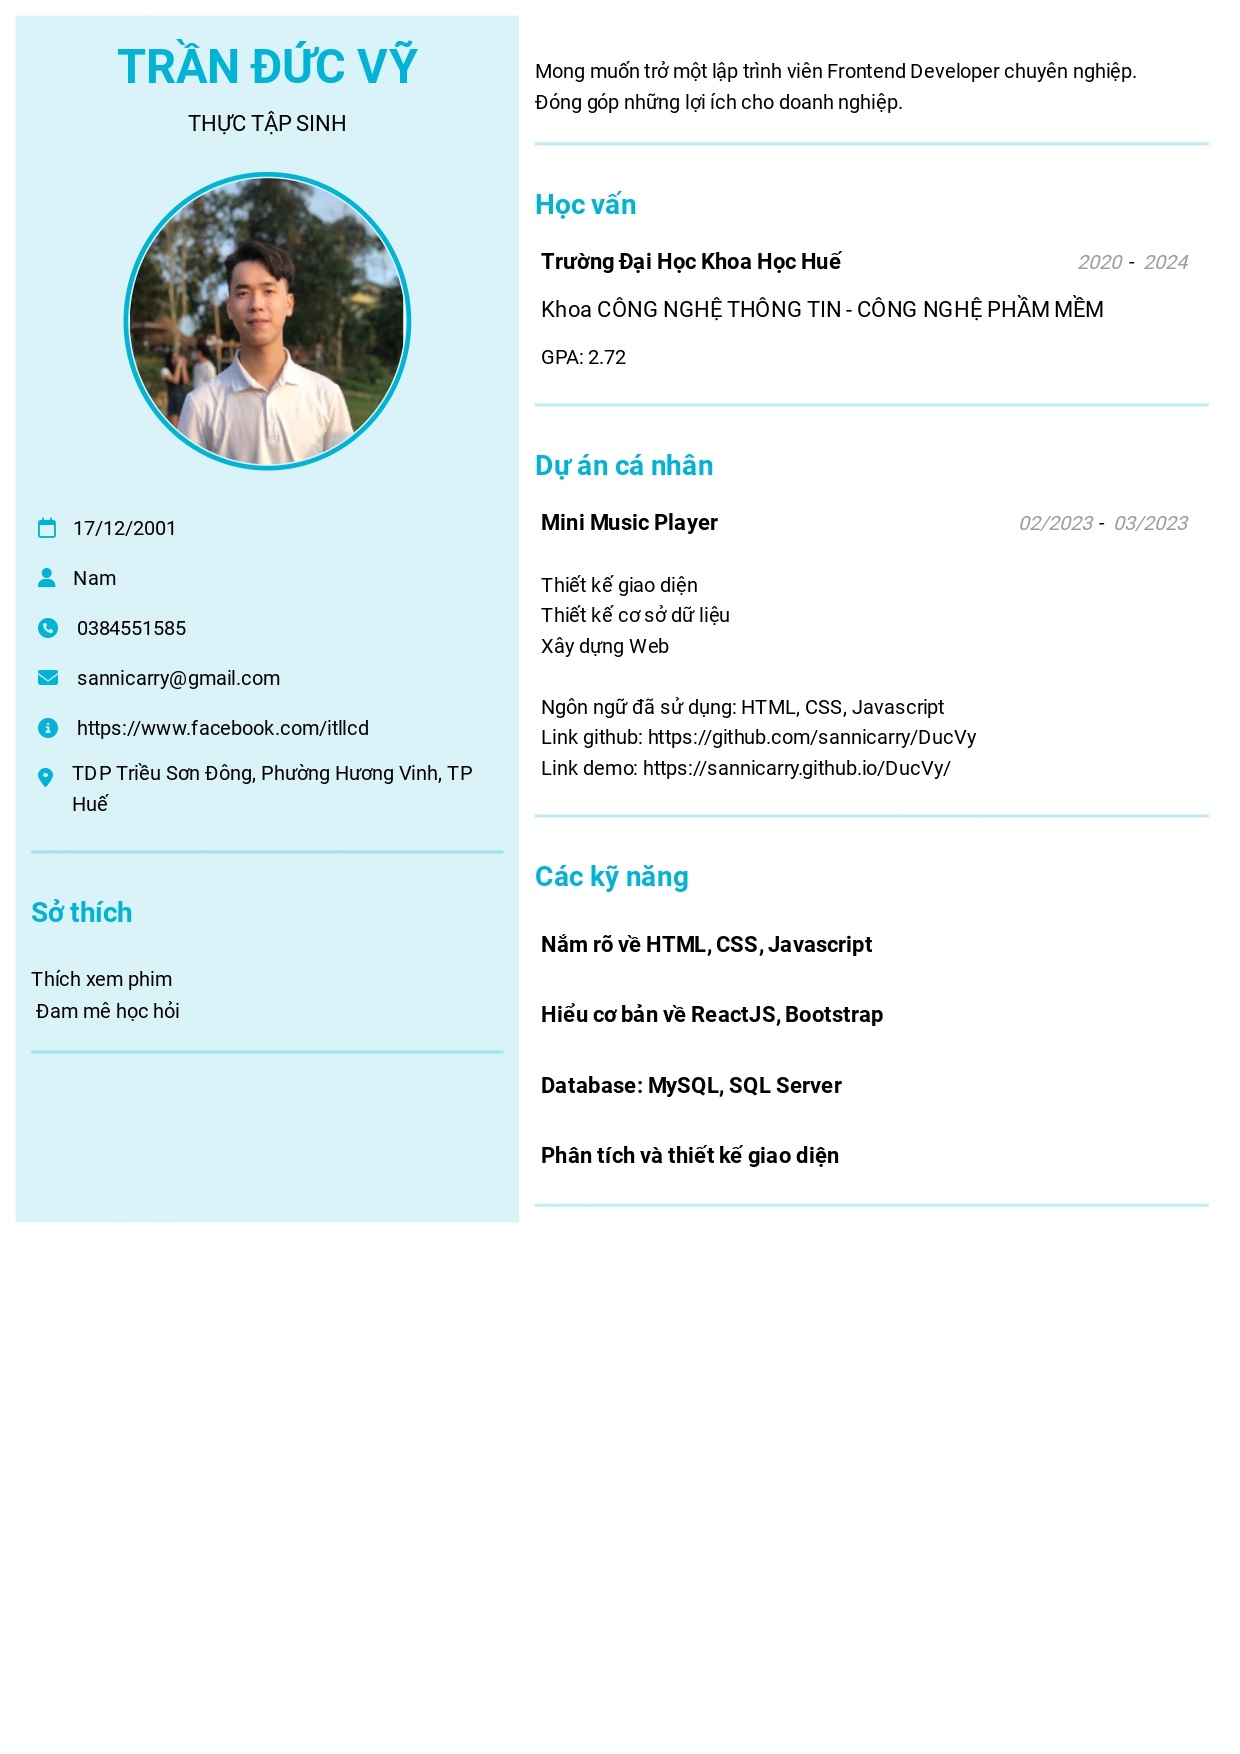 TRẦN ĐỨC VỸ
THỰC TẬP SINH
17/12/2001
Nam
0384551585
sannicarry@gmail.com
https://www.facebook.com/itllcd
TDP Triều Sơn Đông, Phường Hương Vinh, TP
Huế
Sở thích
Thích xem phim
Đam mê học hỏi
Mong muốn trở một lập trình viên Frontend Developer chuyên nghiệp.
Đóng góp những lợi ích cho doanh nghiệp.
Học vấn
Trường Đại Học Khoa Học Huế 2020 - 2024
Khoa CÔNG NGHỆ THÔNG TIN - CÔNG NGHỆ PHẦM MỀM
GPA: 2.72
Dự án cá nhân
Mini Music Player 02/2023 - 03/2023
Thiết kế giao diện
Thiết kế cơ sở dữ liệu
Xây dựng Web
Ngôn ngữ đã sử dụng: HTML, CSS, Javascript
Link github: https://github.com/sannicarry/DucVy
Link demo: https://sannicarry.github.io/DucVy/
Các kỹ năng
Nắm rõ về HTML, CSS, Javascript
Hiểu cơ bản về ReactJS, Bootstrap
Database: MySQL, SQL Server
Phân tích và thiết kế giao diện